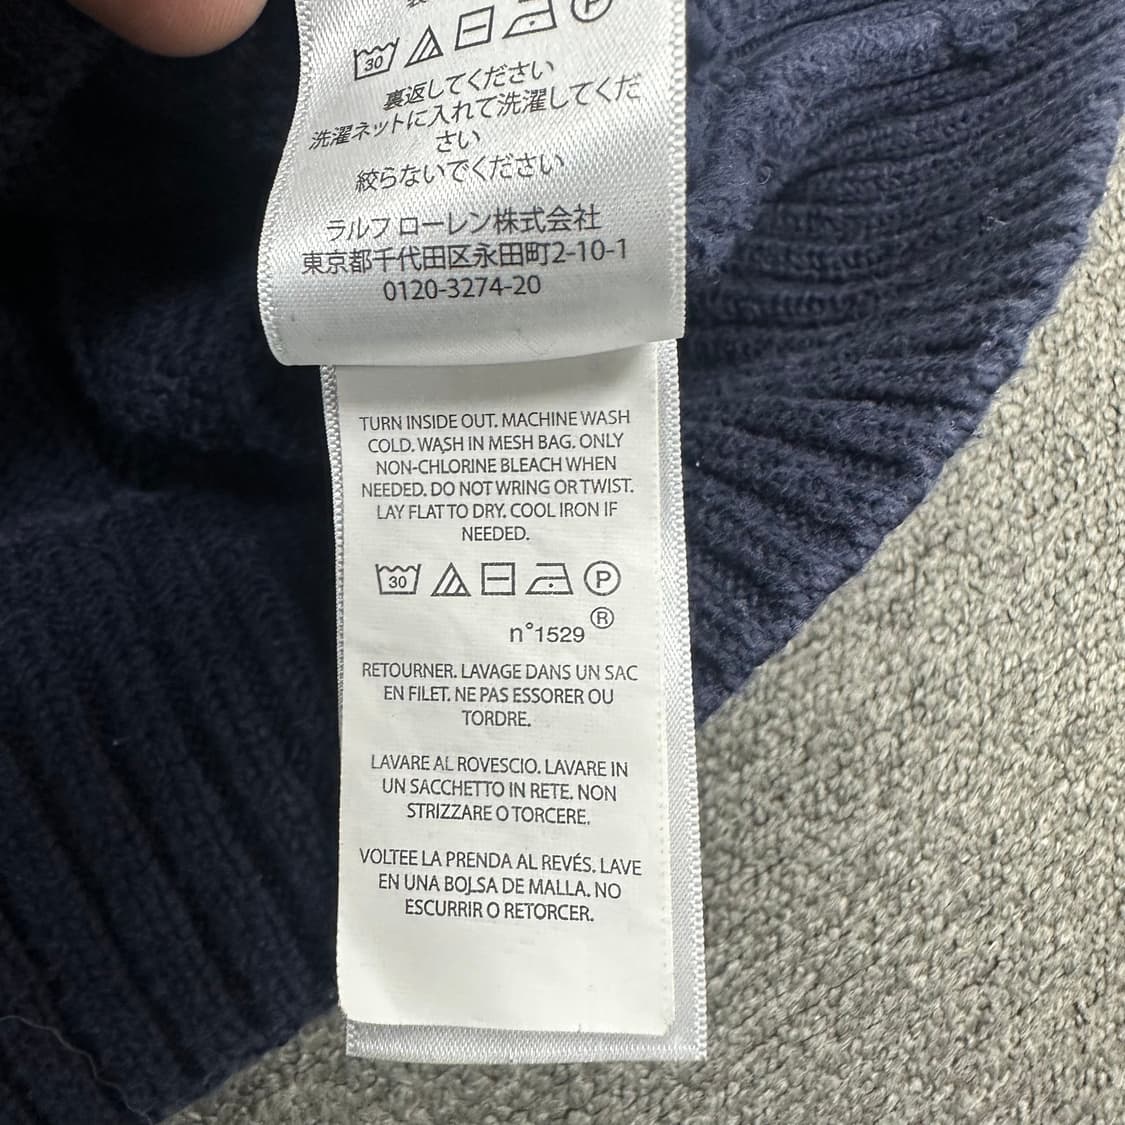 30 P
裏返してください
洗濯ネットに入れて洗濯してくだ
さい
絞らないでください
ラルフ ローレン株式会社
東京都千代田区永田町2-10-1
0120-3274-20
TURN INSIDE OUT. MACHINE WASH
COLD. WASH IN MESH BAG. ONLY
NON-CHLORINE BLEACH WHEN
NEEDED. DO NOT WRING OR TWIST.
LAY FLAT TO DRY. COOL IRON IF
NEEDED.
30 P
n°1529 ®
RETOURNER. LAVAGE DANS UN SAC
EN FILET. NE PAS ESSORER OU
TORDRE.
LAVARE AL ROVESCIO. LAVARE IN
UN SACCHETTO IN RETE. NON
STRIZZARE O TORCERE.
VOLTEE LA PRENDA AL REVÉS. LAVE
EN UNA BOLSA DE MALLA. NO
ESCURRIR O RETORCER.